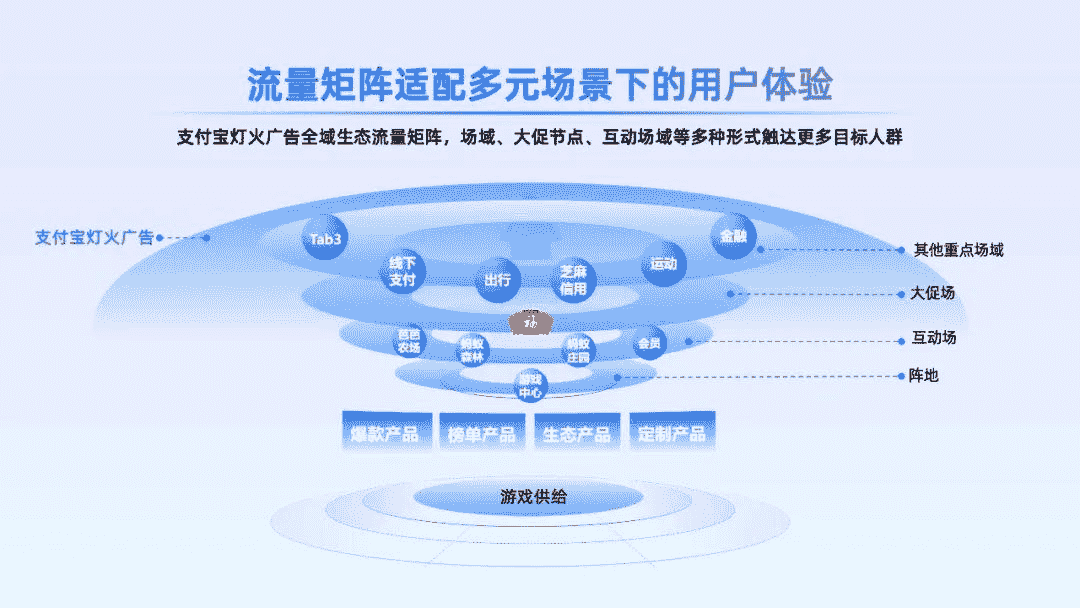 流量矩阵适配多元场景下的用户体验
支付宝灯火广告全域生态流量矩阵，场域、大促节点、互动场域等多种形式触达更多目标人群
支付宝灯火广告
Tab3
金融
其他重点场域
线下
支付
出行
芝麻
信用
运动
大促场
芭芭
农场
蚂蚁
森林
蚂蚁
庄园
会员
互动场
游戏
中心
阵地
爆款产品
榜单产品
生态产品
定制产品
游戏供给